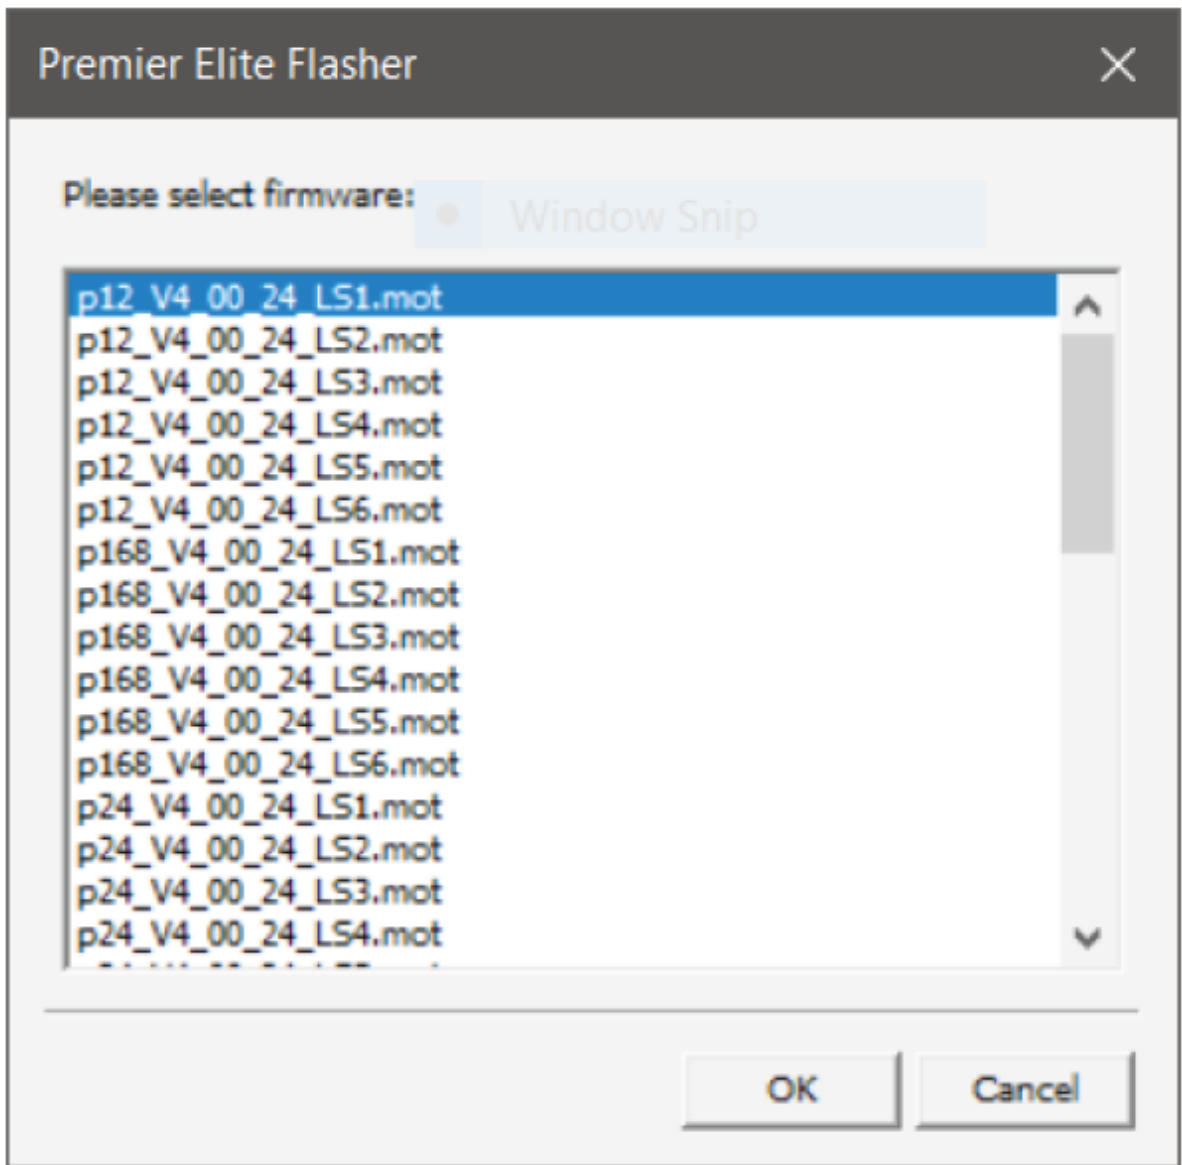 Premier Elite Flasher
Please select firmware:
Window Snip
p12_V4_00_24_LS1.mot
p12_V4_00_24_LS2.mot
p12_V4_00_24_LS3.mot
p12_V4_00_24_LS4.mot
p12_V4_00_24_LS5.mot
p12_V4_00_24_LS6.mot
p168_V4_00_24_LS1.mot
p168_V4_00_24_LS2.mot
p168_V4_00_24_LS3.mot
p168_V4_00_24_LS4.mot
p168_V4_00_24_LS5.mot
p168_V4_00_24_LS6.mot
p24_V4_00_24_LS1.mot
p24_V4_00_24_LS2.mot
p24_V4_00_24_LS3.mot
p24_V4_00_24_LS4.mot
OK
Cancel